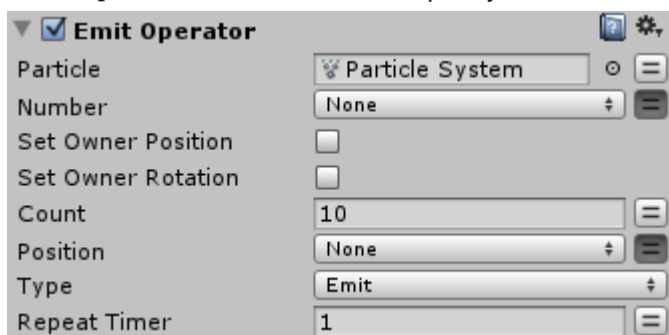 Emit Operator
Particle Particle System
Number None
Set Owner Position
Set Owner Rotation
Count 10
Position None
Type Emit
Repeat Timer 1